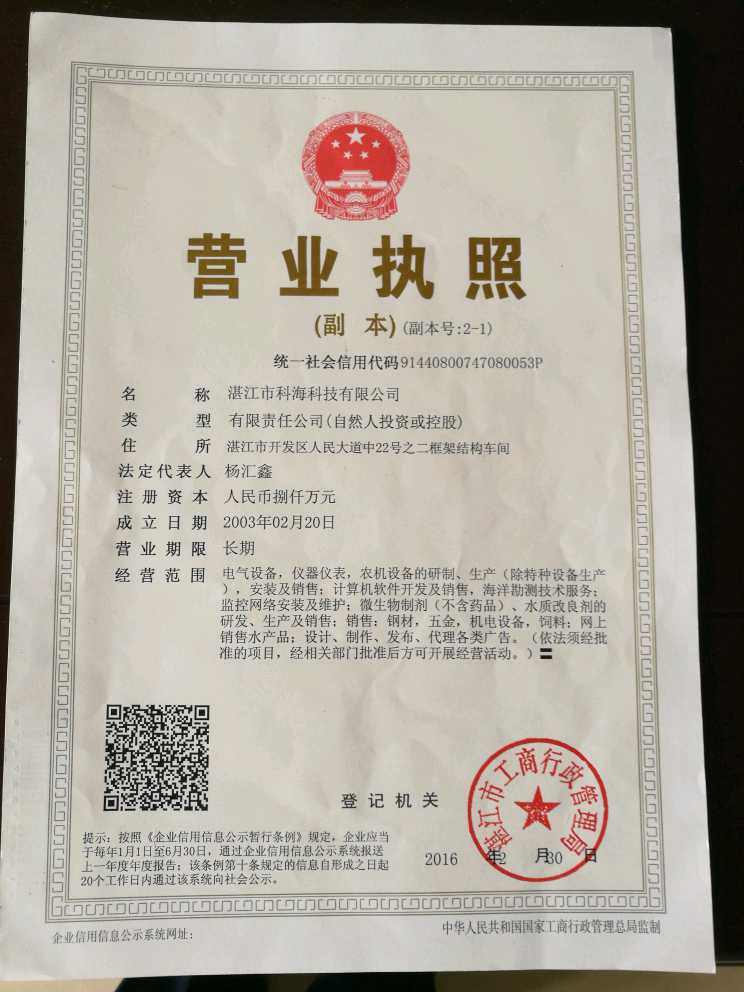 营业执照
(副 本)(副本号:2-1)
统一社会信用代码91440800747080053P
名 称 湛江市科海科技有限公司
类 型 有限责任公司(自然人投资或控股)
住 所 湛江市开发区人民大道中22号之二框架结构车间
法定代表人 杨汇鑫
注册资本 人民币捌仟万元
成立日期 2003年02月20日
营业期限 长期
经营范围 电气设备，仪器仪表，农机设备的研制、生产（除特种设备生产
），安装及销售；计算机软件开发及销售，海洋勘测技术服务；
监控网络安装及维护；微生物制剂（不含药品）、水质改良剂的
研发、生产及销售；销售：钢材，五金，机电设备，饲料；网上
销售水产品；设计、制作、发布、代理各类广告。（依法须经批
准的项目，经相关部门批准后方可开展经营活动。）〓
登记机关
湛江市工商行政管理局
2016 年 2 月 30 日
提示：按照《企业信用信息公示暂行条例》规定，企业应当
于每年1月1日至6月30日，通过企业信用信息公示系统报送
上一年度年度报告；该条例第十条规定的信息自形成之日起
20个工作日内通过该系统向社会公示。
企业信用信息公示系统网址：
中华人民共和国国家工商行政管理总局监制